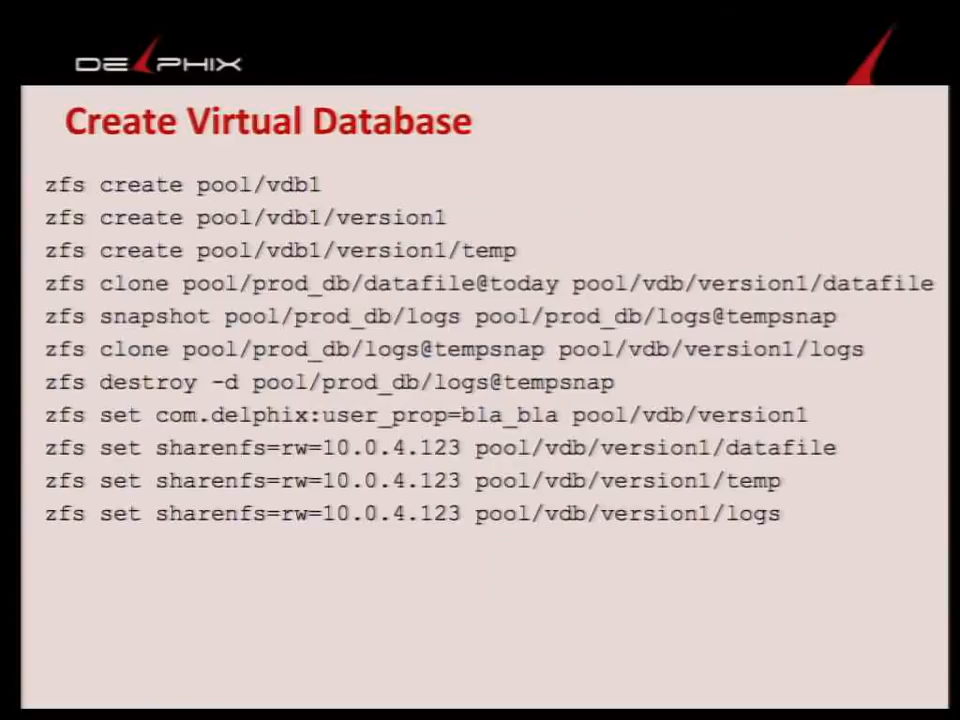 DELPHIX
Create Virtual Database
zfs create pool/vdb1
zfs create pool/vdb1/version1
zfs create pool/vdb1/version1/temp
zfs clone pool/prod_db/datafile@today pool/vdb/version1/datafile
zfs snapshot pool/prod_db/logs pool/prod_db/logs@tempsnap
zfs clone pool/prod_db/logs@tempsnap pool/vdb/version1/logs
zfs destroy -d pool/prod_db/logs@tempsnap
zfs set com.delphix:user_prop=bla_bla pool/vdb/version1
zfs set sharenfs=rw=10.0.4.123 pool/vdb/version1/datafile
zfs set sharenfs=rw=10.0.4.123 pool/vdb/version1/temp
zfs set sharenfs=rw=10.0.4.123 pool/vdb/version1/logs